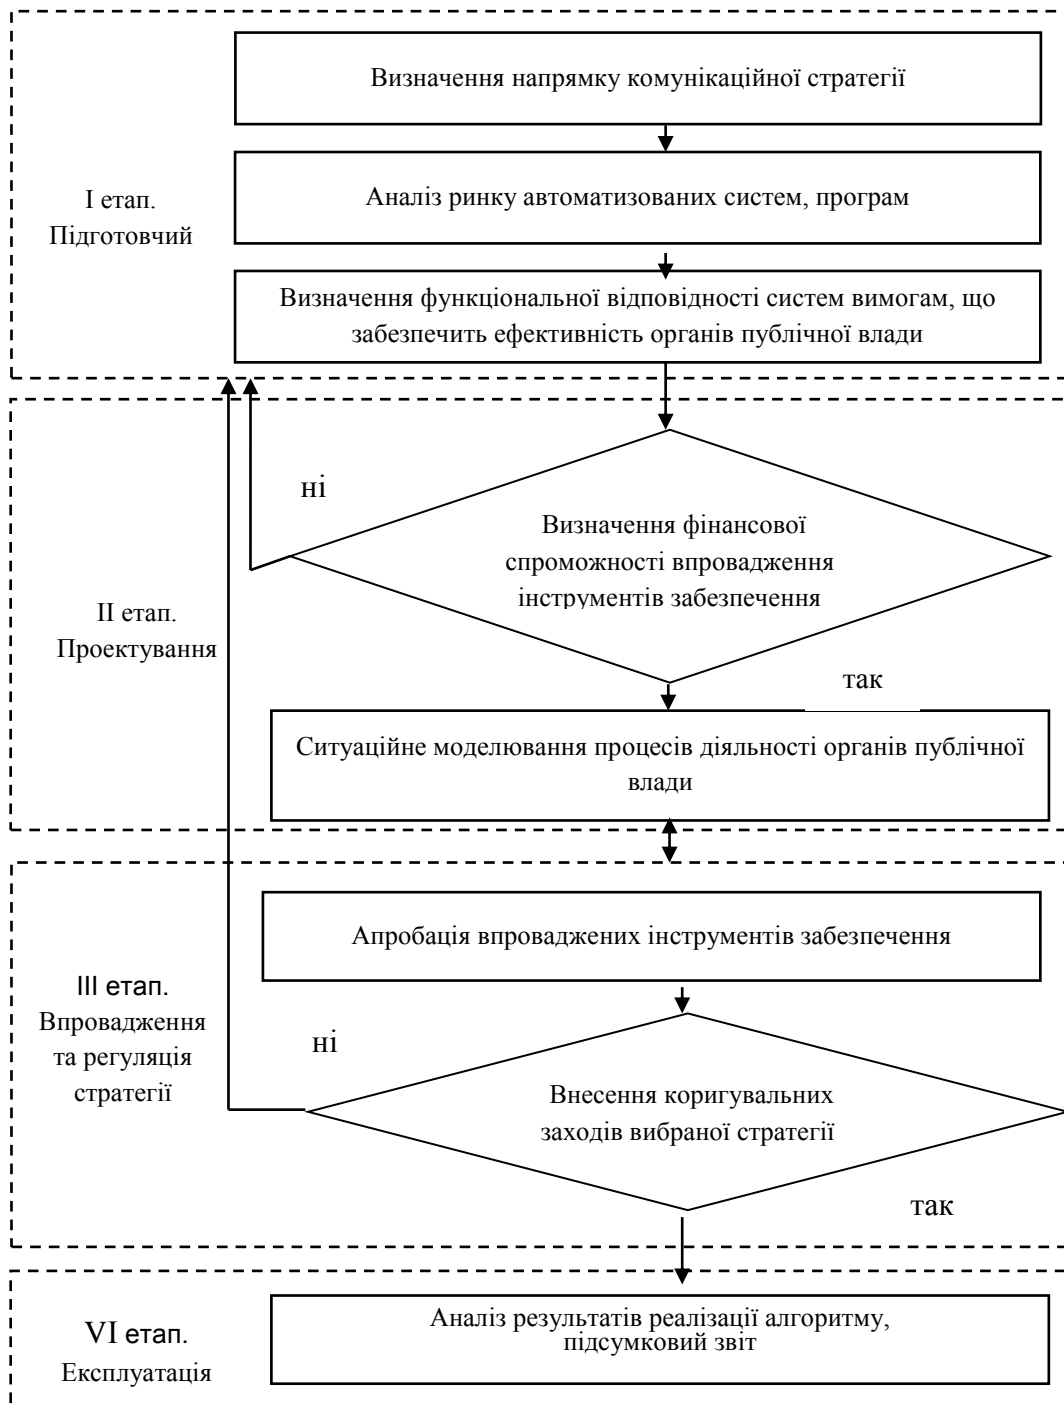 Визначення напрямку комунікаційної стратегії
Аналіз ринку автоматизованих систем, програм
І етап.
Підготовчий
Визначення функціональної відповідності систем вимогам, що
забезпечить ефективність органів публічної влади
ні
Визначення фінансової
спроможності впровадження
інструментів забезпечення
ІІ етап.
Проектування
так
Ситуаційне моделювання процесів діяльності органів публічної
влади
Апробація впроваджених інструментів забезпечення
ІІІ етап.
Впровадження
та регуляція
стратегії
ні
Внесення коригувальних
заходів вибраної стратегії
так
VI етап.
Експлуатація
Аналіз результатів реалізації алгоритму,
підсумковий звіт